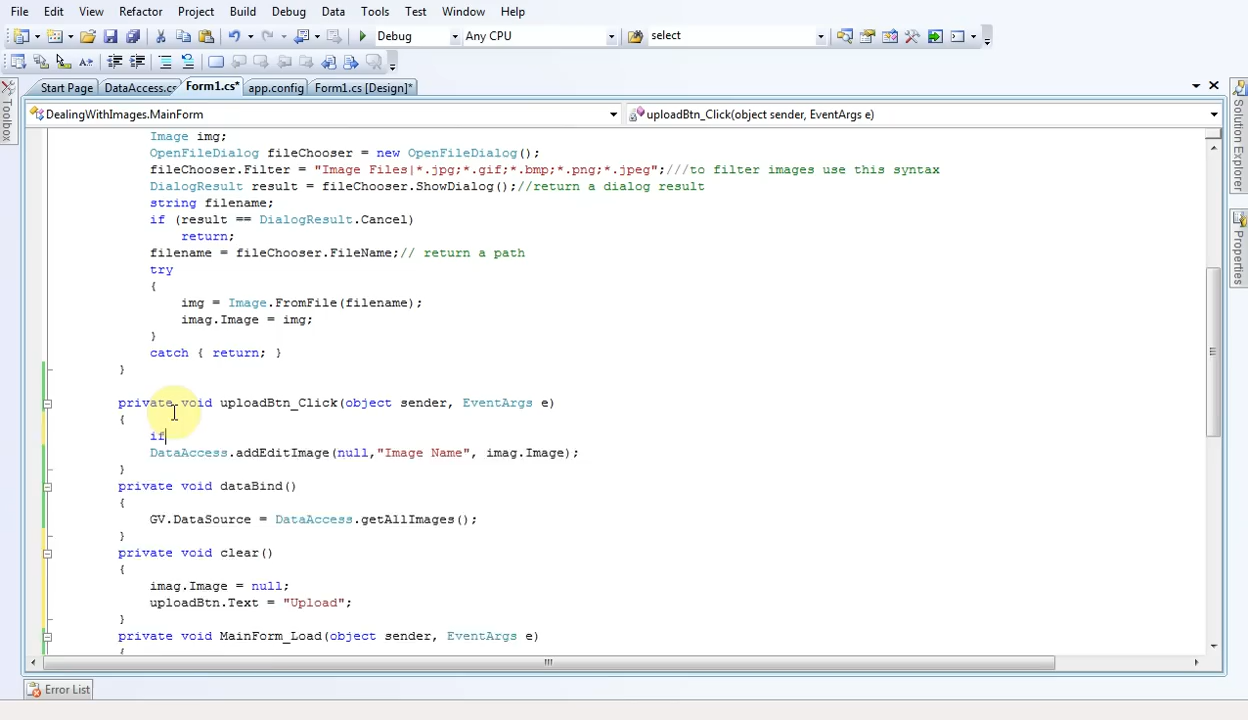 File Edit View Refactor Project Build Debug Data Tools Test Window Help
Debug Any CPU select
Start Page DataAccess.cs Form1.cs* app.config Form1.cs [Design]*
DealingWithImages.MainForm uploadBtn_Click(object sender, EventArgs e)
Toolbox
Solution Explorer
Properties
Image img;
OpenFileDialog fileChooser = new OpenFileDialog();
fileChooser.Filter = "Image Files|*.jpg;*.gif;*.bmp;*.png;*.jpeg";///to filter images use this syntax
DialogResult result = fileChooser.ShowDialog();//return a dialog result
string filename;
if (result == DialogResult.Cancel)
return;
filename = fileChooser.FileName;// return a path
try
{
img = Image.FromFile(filename);
imag.Image = img;
}
catch { return; }
}
private void uploadBtn_Click(object sender, EventArgs e)
{
if
DataAccess.addEditImage(null,"Image Name", imag.Image);
}
private void dataBind()
{
GV.DataSource = DataAccess.getAllImages();
}
private void clear()
{
imag.Image = null;
uploadBtn.Text = "Upload";
}
private void MainForm_Load(object sender, EventArgs e)
Error List